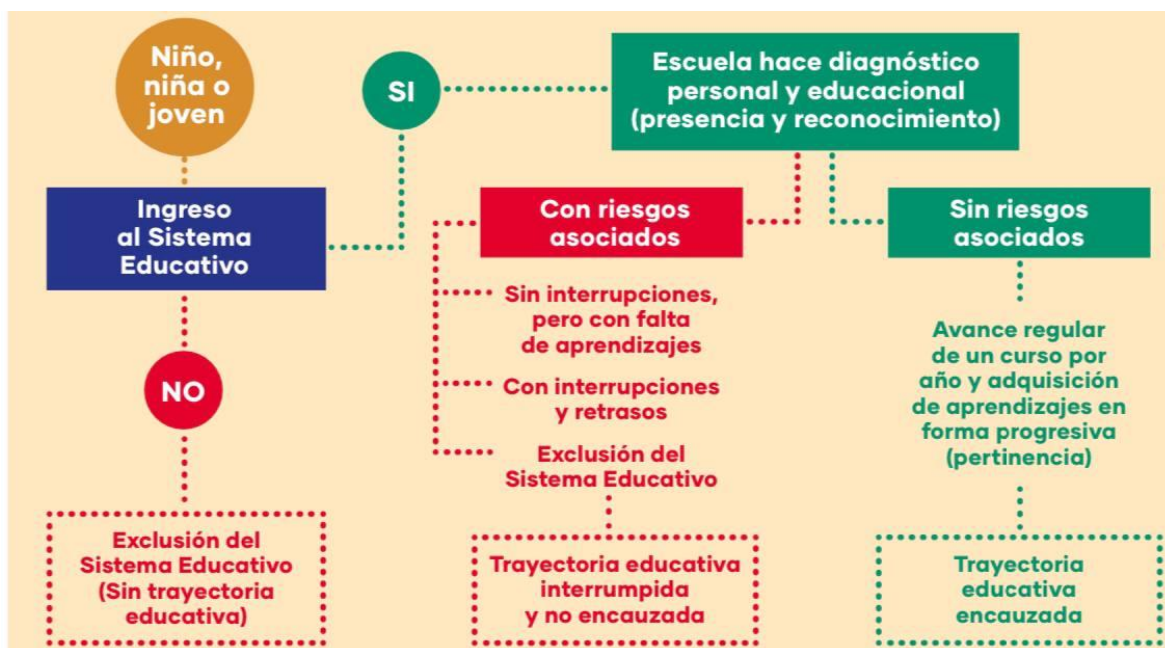 Niño,
niña o
joven
Ingreso
al Sistema
Educativo
NO
Exclusión del
Sistema Educativo
(Sin trayectoria
educativa)
SI
Escuela hace diagnóstico
personal y educacional
(presencia y reconocimiento)
Con riesgos
asociados
Sin interrupciones,
pero con falta
de aprendizajes
Con interrupciones
y retrasos
Exclusión del
Sistema Educativo
Trayectoria educativa
interrumpida
y no encauzada
Sin riesgos
asociados
Avance regular
de un curso por
año y adquisición
de aprendizajes en
forma progresiva
(pertinencia)
Trayectoria
educativa
encauzada